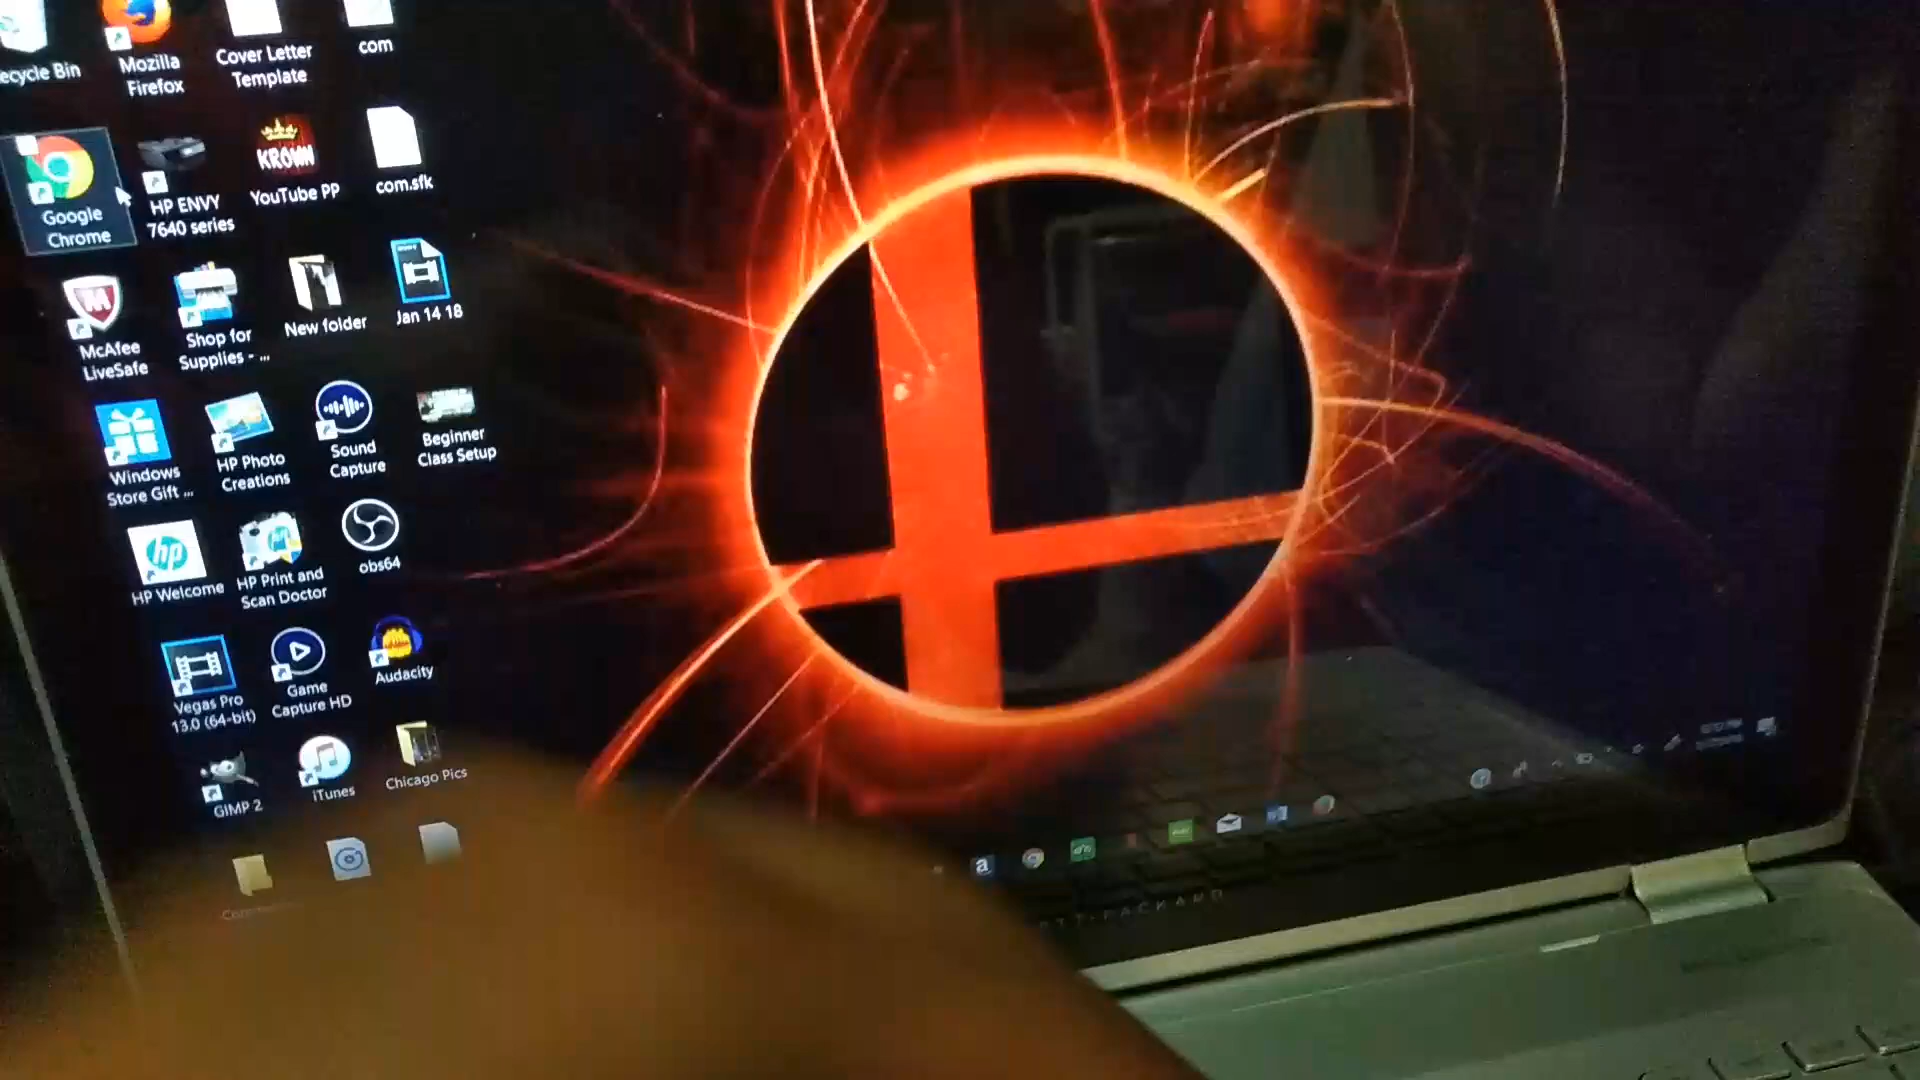 ecycle Bin
Mozilla
Firefox
Cover Letter
Template
com
Google
Chrome
HP ENVY
7640 series
KROWN
YouTube PP
com.sfk
McAfee
LiveSafe
Shop for
Supplies - ...
New folder
Jan 14 18
Windows
Store Gift ...
HP Photo
Creations
Sound
Capture
Beginner
Class Setup
hp
HP Welcome
HP Print and
Scan Doctor
obs64
Vegas Pro
13.0 (64-bit)
Game
Capture HD
Audacity
GIMP 2
iTunes
Chicago Pics
a
TT-PACKARD